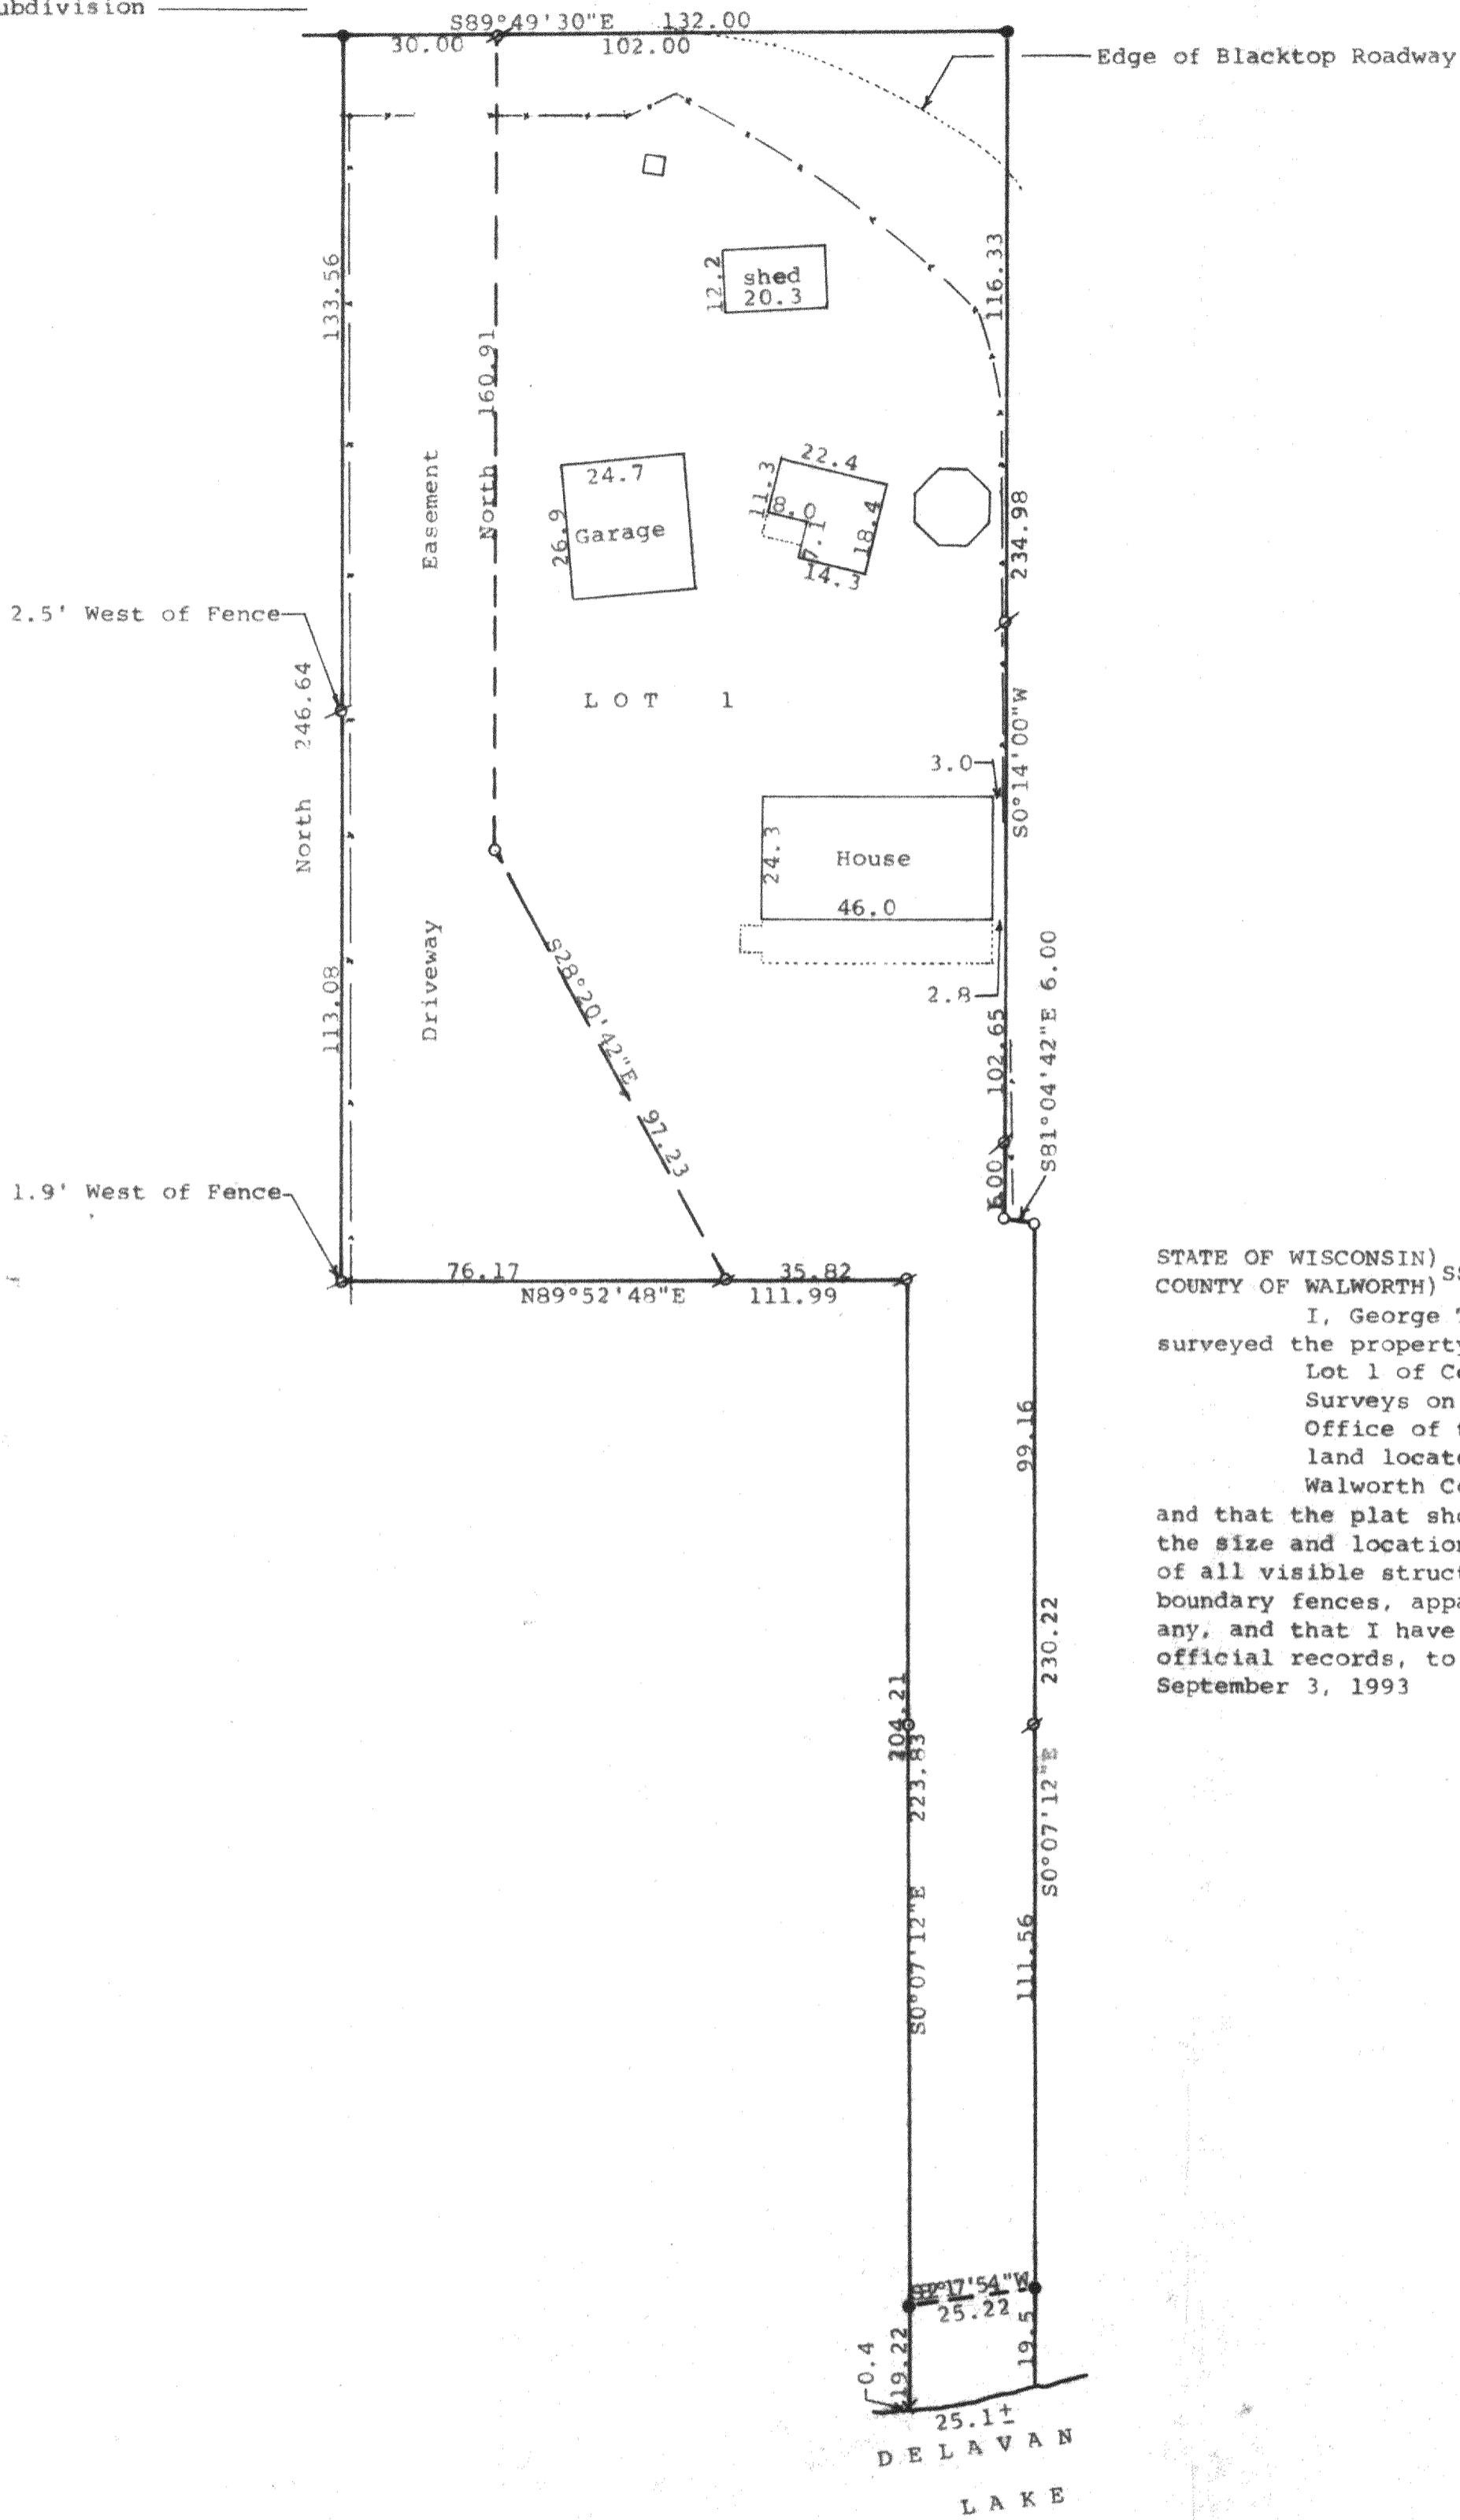 ubdivision
S89°49'30"E 132.00
30.00
102.00
Edge of Blacktop Roadway
133.56
116.33
12.2
shed
20.3
North 160.91
Easement
24.7
26.9
Garage
22.4
11.3
8.0
7.1
18.4
14.3
234.98
2.5' West of Fence
North 246.64
LOT 1
S0°14'00"W
3.0
24.3
House
46.0
2.8
Driveway
113.08
S28°20'42"E 97.23
102.65
S81°04'42"E 6.00
1.9' West of Fence
76.17
35.82
N89°52'48"E 111.99
STATE OF WISCONSIN)
SS
COUNTY OF WALWORTH)
I, George
surveyed the property
Lot 1 of
Surveys on
Office of
land
Walworth
and that the plat
the size and
of all visible
boundary fences,
any, and that I have
official records, to
September 3, 1993
99.16
230.22
204.21
223.83
S0°07'12"E
S0°07'12"E
111.56
25.22
19.22
19.5
0.4
25.1±
DELAVAN
LAKE